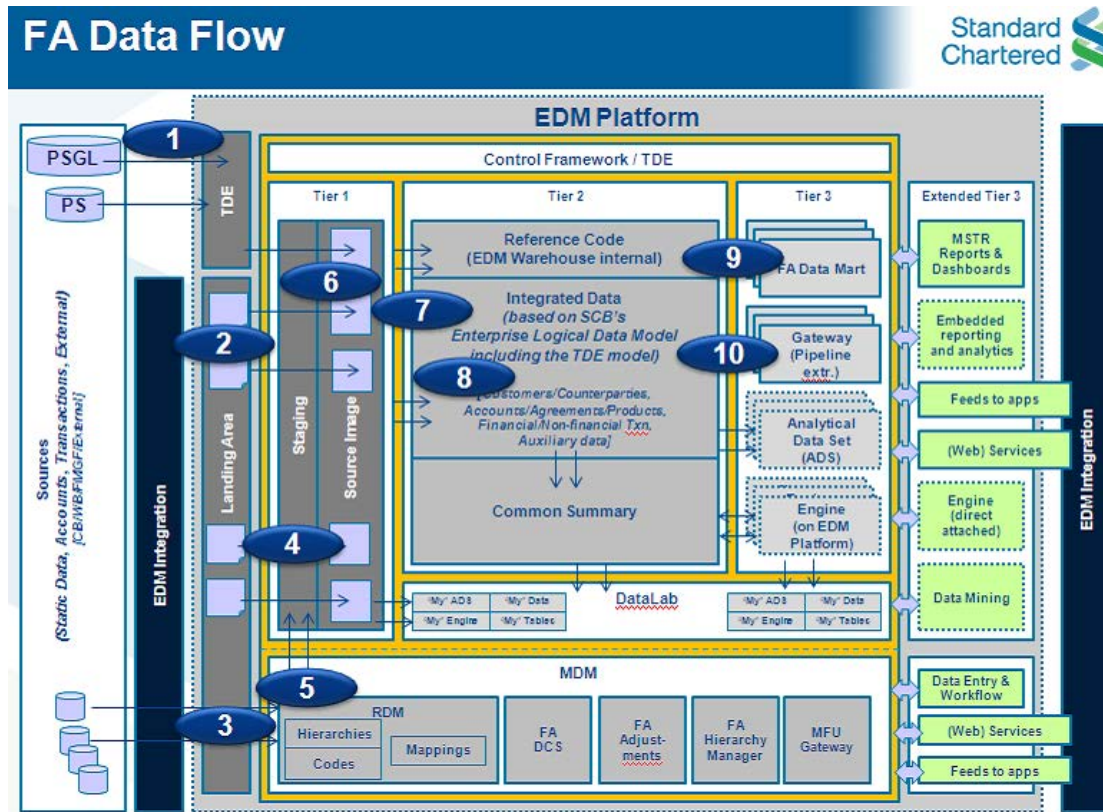 FA Data Flow
Standard
Chartered
EDM Platform
1
PSGL
PS
TDE
Control Framework / TDE
Tier 1
Tier 2
Tier 3
Extended Tier 3
Sources
(Static Data, Accounts, Transactions, External)
EDM Integration
Landing Area
2
Staging
Source Image
6
4
Reference Code
(EDM Warehouse internal)
7
Integrated Data
(based on SCB's
Enterprise Logical Data Model
including the TDE model)
8
Customers/Counterparties,
Accounts/Agreements/Products,
Financial/Non-financial Txn,
Auxiliary data]
Common Summary
9
FA Data Mart
10
Gateway
(Pipeline
extr.)
Analytical
Data Set
(ADS)
Engine
(on EDM
Platform)
MSTR
Reports &
Dashboards
Embedded
reporting
and analytics
Feeds to apps
(Web) Services
Engine
(direct
attached)
Data Mining
EDM Integration
"My" ADS
"My" Data
"My" Engine
"My" Tables
DataLab
"My" ADS
"My" Data
"My" Engine
"My" Tables
5
3
MDM
RDM
Hierarchies
Codes
Mappings
FA
DCS
FA
Adjust-
ments
FA
Hierarchy
Manager
MFU
Gateway
Data Entry &
Workflow
(Web) Services
Feeds to apps